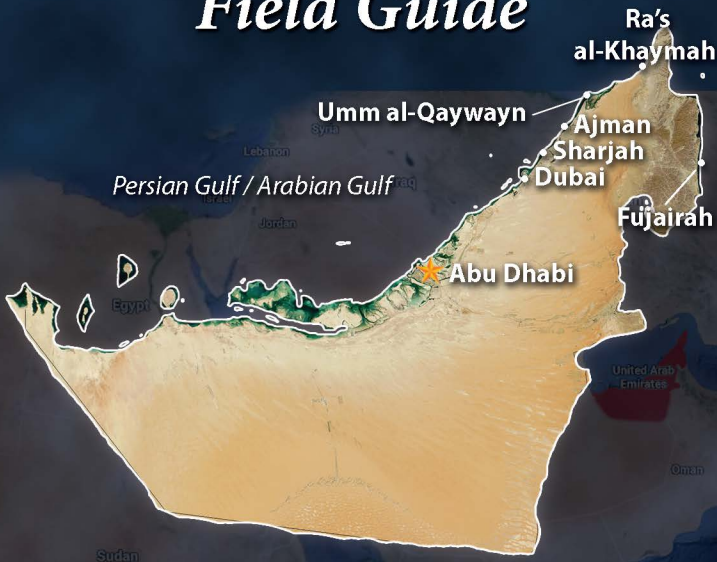 Field Guide
Ra's
al-Khaymah
Umm al-Qaywayn
Ajman
Syria
Lebanon
Sharjah
Dubai
Persian Gulf / Arabian Gulf
Iraq
Israel
Jordan
Fujairah
Abu Dhabi
Egypt
United Arab
Emirates
Oman
Sudan